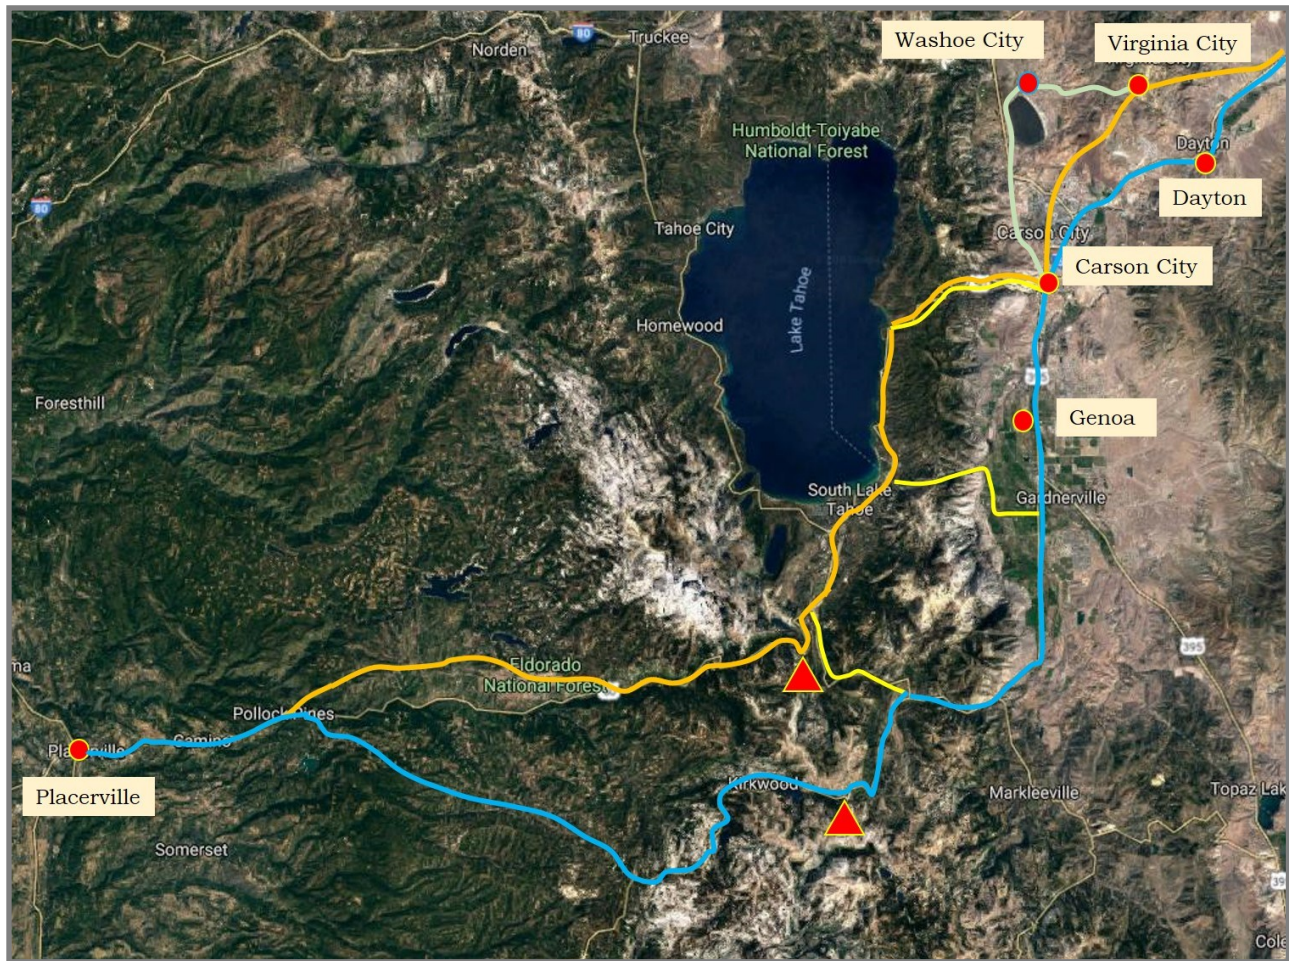 Norden
80
Truckee
Washoe City
Virginia City
Humboldt-Toiyabe
National Forest
Dayton
Dayton
80
Tahoe City
Lake Tahoe
Carson City
Carson City
Homewood
Genoa
Foresthill
South Lake
Tahoe
Gardnerville
395
395
ma
Eldorado
National Forest
Pollock Pines
Camino
Placerville
Placerville
Kirkwood
Markleeville
Topaz Lak
Somerset
39
Cole